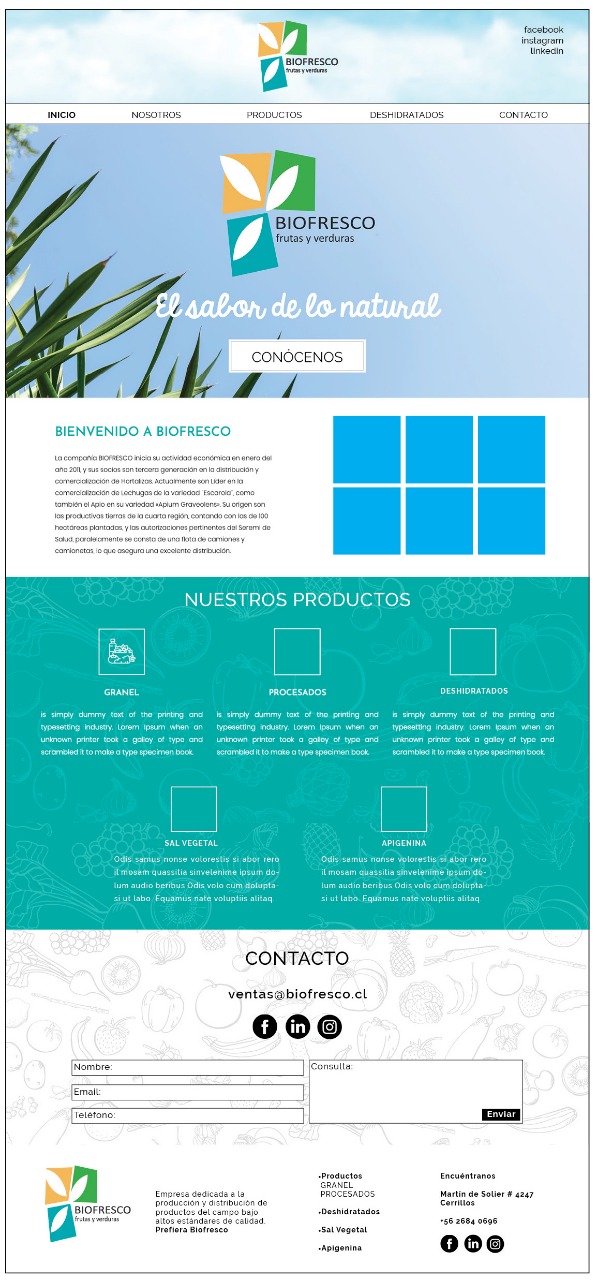 BIOFRESCO
frutas y verduras
facebook
instagram
linkedin
INICIO NOSOTROS PRODUCTOS DESHIDRATADOS CONTACTO
BIOFRESCO
frutas y verduras
El sabor de lo natural
CONÓCENOS
BIENVENIDO A BIOFRESCO
La compañía BIOFRESCO inicia su actividad económica en enero del
año 2011, y sus socios son tercera generación en la distribución y
comercialización de Hortalizas. Actualmente son Líder en la
comercialización de Lechugas de la variedad "Escarola", como
también el Apio en su variedad «Apium Graveolens». Su origen son
las productivas tierras de la cuarta región, contando con las de 100
hectáreas plantadas, y las autorizaciones pertinentes del Seremi de
Salud, paralelamente se consta de una flota de camiones y
camionetas, lo que asegura una excelente distribución.
NUESTROS PRODUCTOS
GRANEL
is simply dummy text of the printing and
typesetting industry. Lorem Ipsum when an
unknown printer took a galley of type and
scrambled it to make a type specimen book.
PROCESADOS
is simply dummy text of the printing and
typesetting industry. Lorem Ipsum when an
unknown printer took a galley of type and
scrambled it to make a type specimen book.
DESHIDRATADOS
is simply dummy text of the printing and
typesetting industry. Lorem Ipsum when an
unknown printer took a galley of type and
scrambled it to make a type specimen book.
SAL VEGETAL
Odis samus nonse volorestis si abor rero
il mosam quassitia sinvelenime ipsum do-
lum audio beribus Odis volo cum dolupta-
si ut labo. Equamus nate voluptiis alitaq
APIGENINA
Odis samus nonse volorestis si abor rero
il mosam quassitia sinvelenime ipsum do-
lum audio beribus Odis volo cum dolupta-
si ut labo. Equamus nate voluptiis alitaq
CONTACTO
ventas@biofresco.cl
Nombre:
Email:
Teléfono:
Consulta:
Enviar
BIOFRESCO
frutas y verduras
Empresa dedicada a la
producción y distribución de
productos del campo bajo
altos estándares de calidad.
Prefiera Biofresco
•Productos
GRANEL
PROCESADOS
•Deshidratados
•Sal Vegetal
•Apigenina
Encuéntranos
Martín de Solier # 4247
Cerrillos
+56 2684 0696